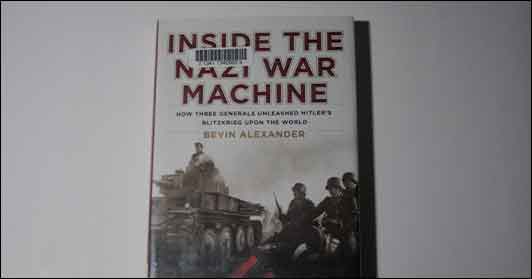 INSIDE THE
NAZI WAR
MACHINE
HOW THREE GENERALS UNLEASHED HITLER'S
BLITZKRIEG UPON THE WORLD
BEVIN ALEXANDER